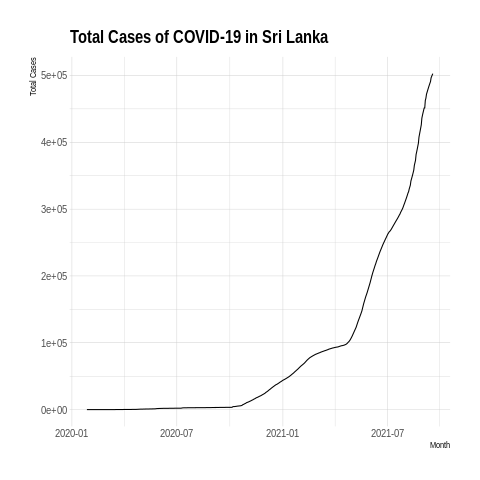 Total Cases of COVID-19 in Sri Lanka
Total Cases
5e+05
4e+05
3e+05
2e+05
1e+05
0e+00
2020-01 2020-07 2021-01 2021-07
Month